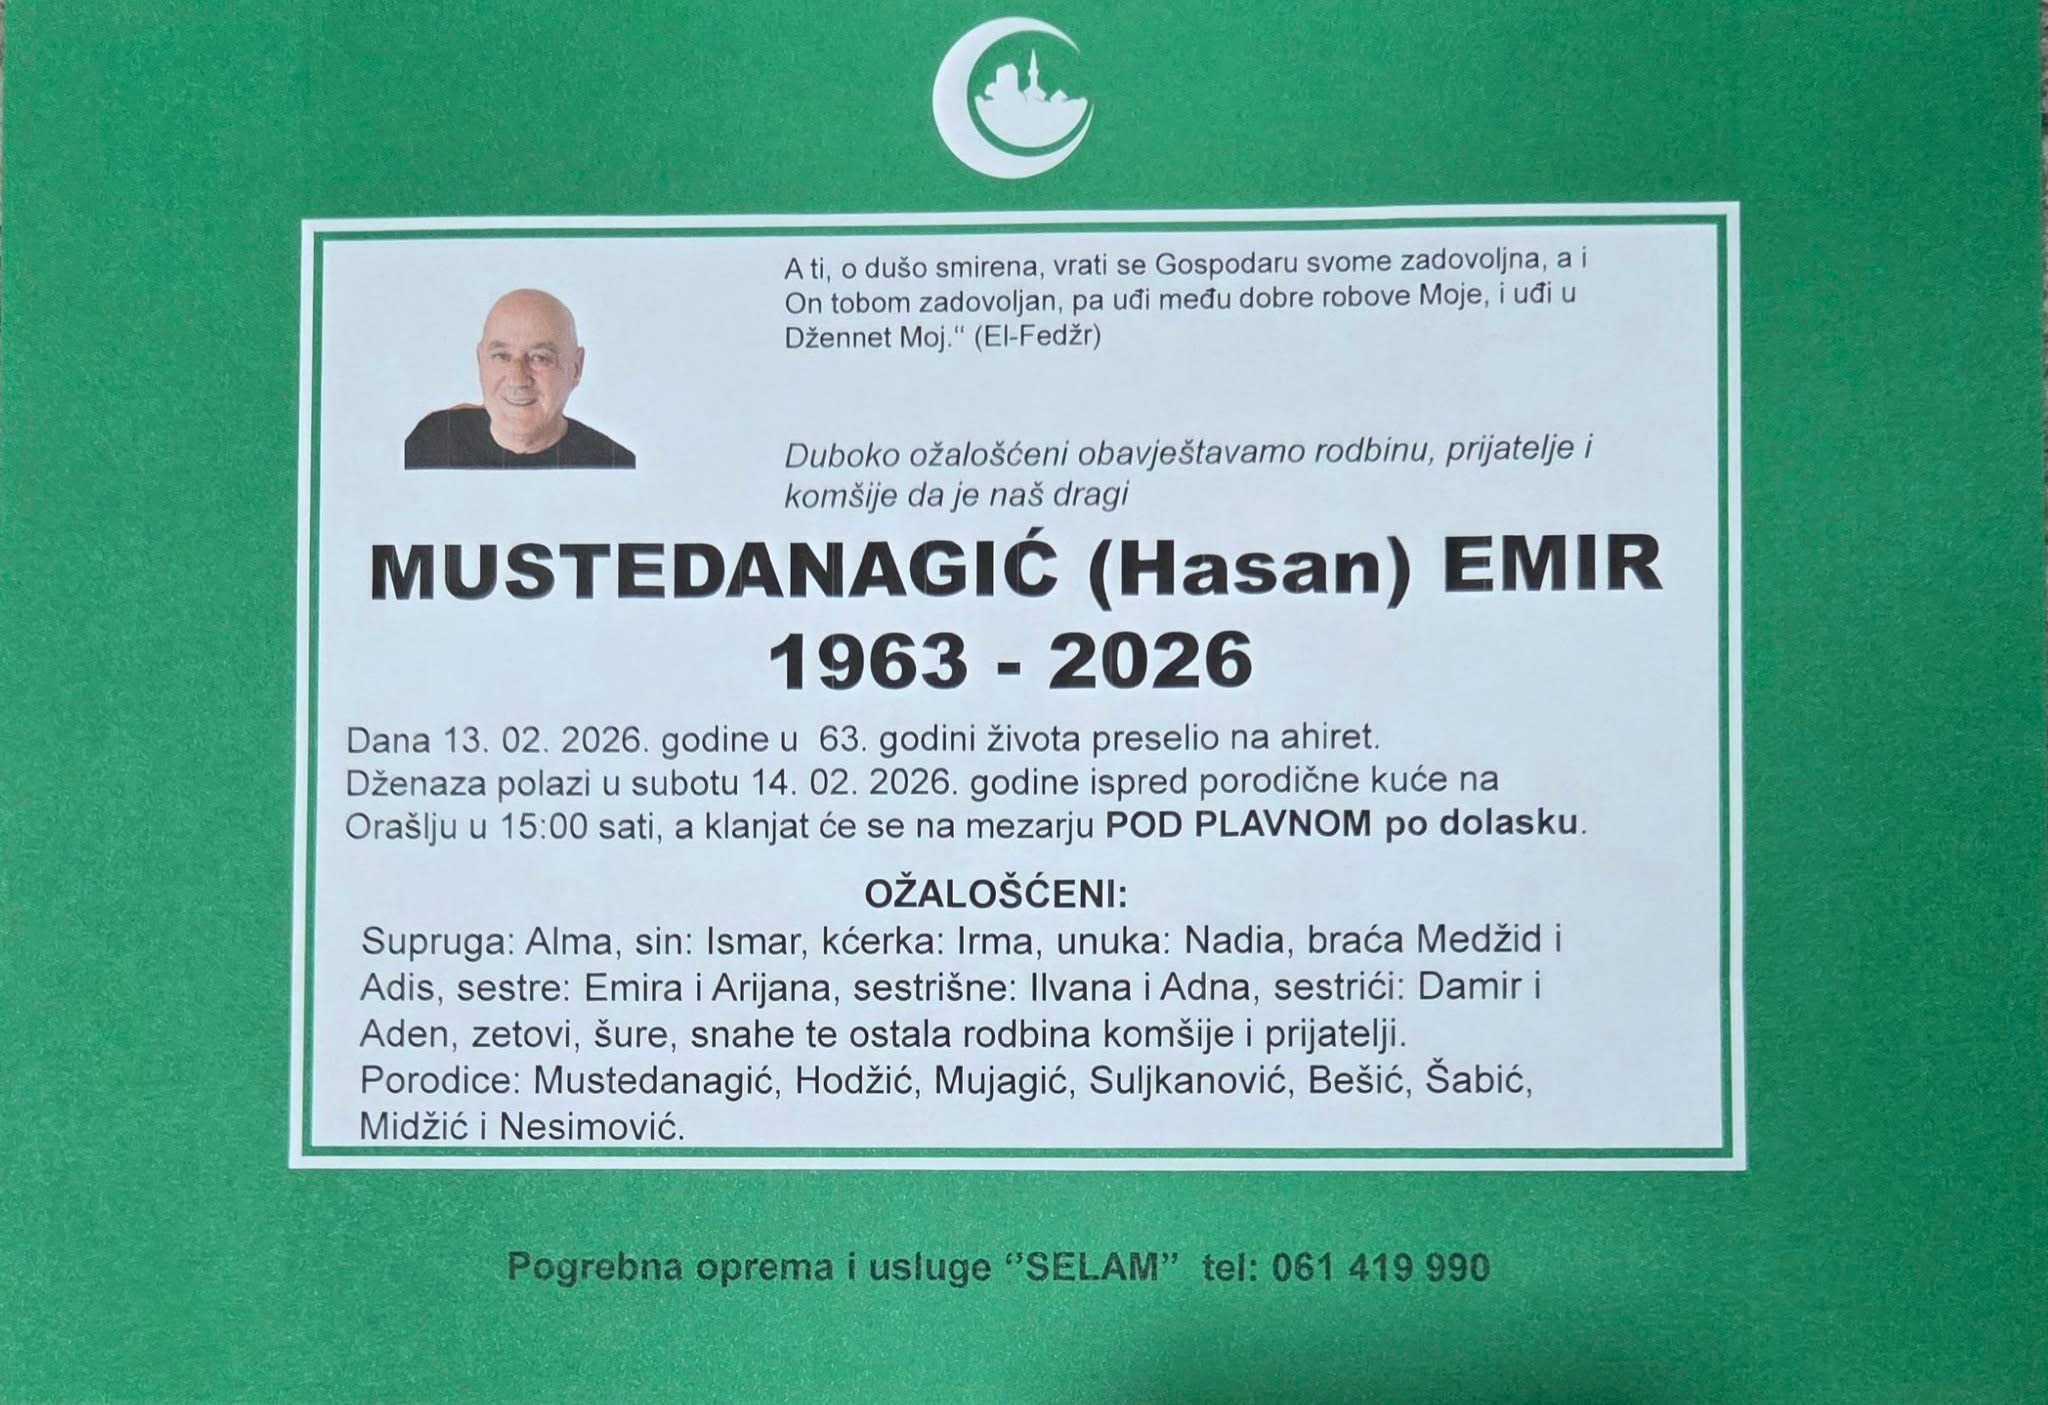 A ti, o dušo smirena, vrati se Gospodaru svome zadovoljna, a i
On tobom zadovoljan, pa uđi među dobre robove Moje, i uđi u
Džennet Moj.“ (El-Fedžr)
Duboko ožalošćeni obavještavamo rodbinu, prijatelje i
komšije da je naš dragi
MUSTEDANAGIĆ (Hasan) EMIR
1963 - 2026
Dana 13. 02. 2026. godine u 63. godini života preselio na ahiret.
Dženaza polazi u subotu 14. 02. 2026. godine ispred porodične kuće na
Orašlju u 15:00 sati, a klanjat će se na mezarju POD PLAVNOM po dolasku.
OŽALOŠĆENI:
Supruga: Alma, sin: Ismar, kćerka: Irma, unuka: Nadia, braća Medžid i
Adis, sestre: Emira i Arijana, sestrišne: Ilvana i Adna, sestrići: Damir i
Aden, zetovi, šure, snahe te ostala rodbina komšije i prijatelji.
Porodice: Mustedanagić, Hodžić, Mujagić, Suljkanović, Bešić, Šabić,
Midžić i Nesimović.
Pogrebna oprema i usluge ‘’SELAM’’ tel: 061 419 990